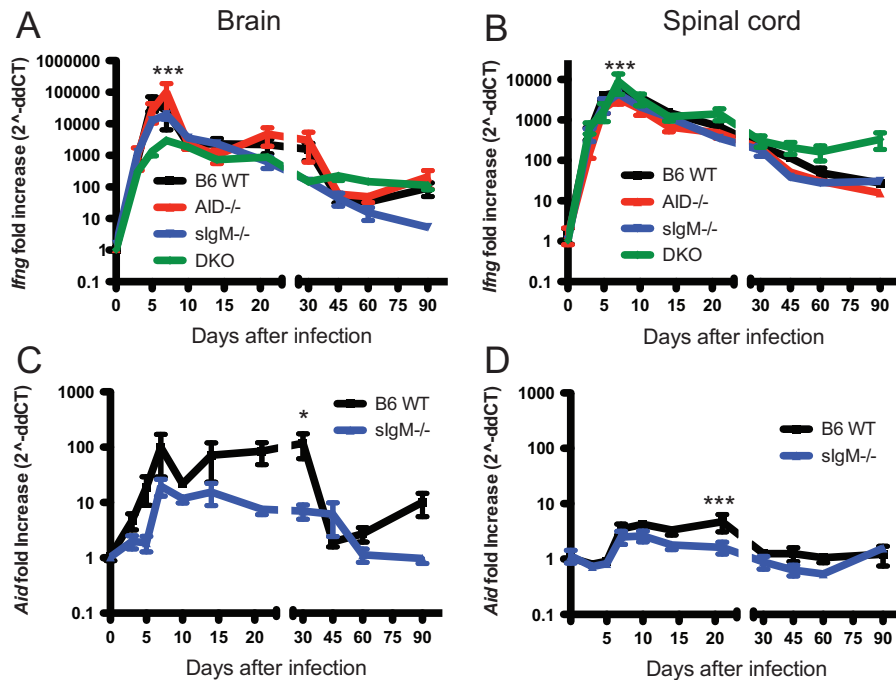 Brain
Spinal cord
A
Ifng fold increase (2^-ddCT)
1000000
100000
10000
1000
100
10
1
0.1
***
B6 WT
AID-/-
sIgM-/-
DKO
0 5 10 15 20 30 45 60 75 90
Days after infection
B
Ifng fold increase (2^-ddCT)
10000
1000
100
10
1
0.1
***
B6 WT
AID-/-
sIgM-/-
DKO
0 5 10 15 20 30 45 60 75 90
Days after infection
C
Aid fold Increase (2^-ddCT)
1000
100
10
1
0.1
*
B6 WT
sIgM-/-
0 5 10 15 20 30 45 60 75 90
Days after infection
D
Aid fold Increase (2^-ddCT)
1000
100
10
1
0.1
***
B6 WT
sIgM-/-
0 5 10 15 20 30 45 60 75 90
Days after infection